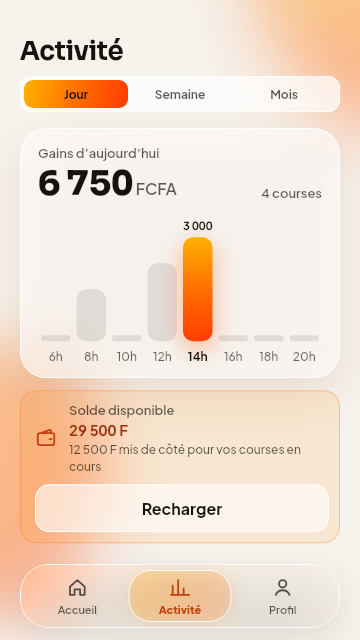 Activité
Jour Semaine Mois
Gains d’aujourd’hui
6 750 FCFA 4 courses
3 000
6h 8h 10h 12h 14h 16h 18h 20h
Solde disponible
29 500 F
12 500 F mis de côté pour vos courses en
cours
Recharger
Accueil Activité Profil